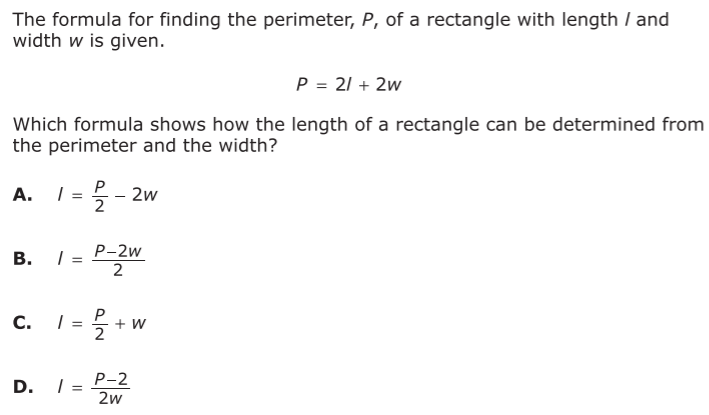 The formula for finding the perimeter, P, of a rectangle with length l and
width w is given.
P = 2l + 2w
Which formula shows how the length of a rectangle can be determined from
the perimeter and the width?
A. l = P/2 – 2w
B. l = P–2w/2
C. l = P/2 + w
D. l = P–2/2w